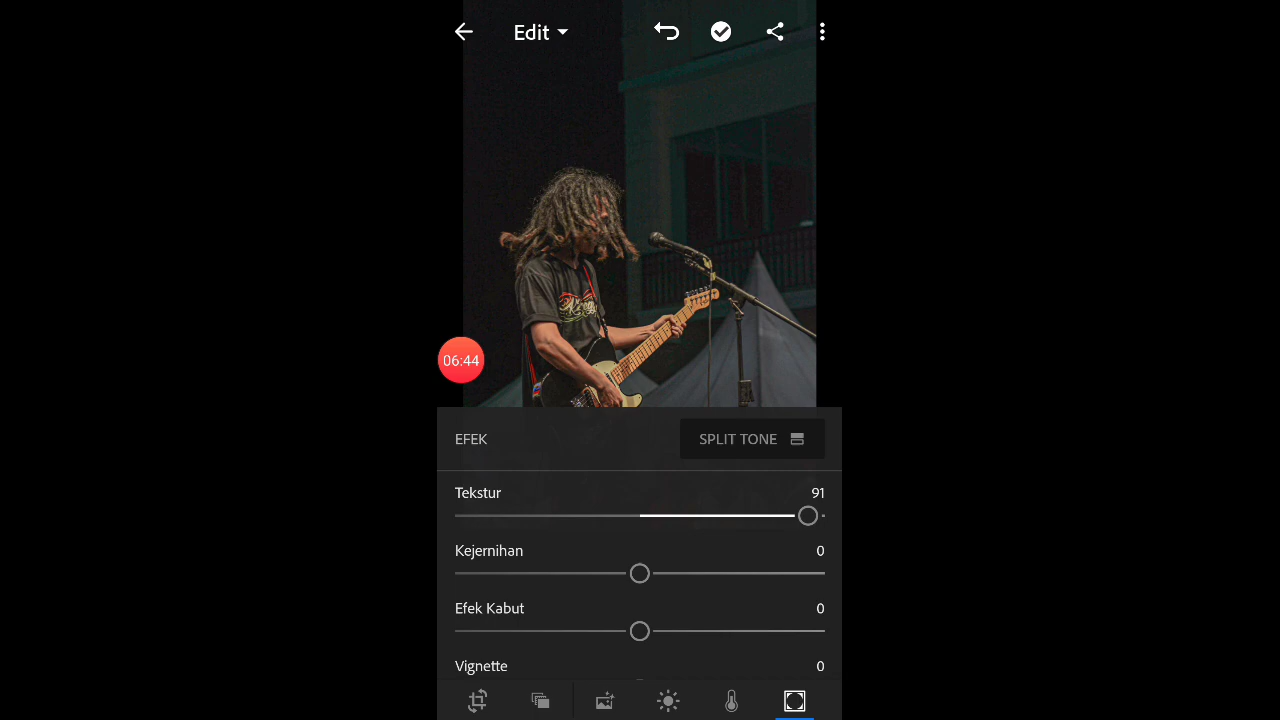 Edit
06:44
EFEK
SPLIT TONE
Tekstur 91
Kejernihan 0
Efek Kabut 0
Vignette 0